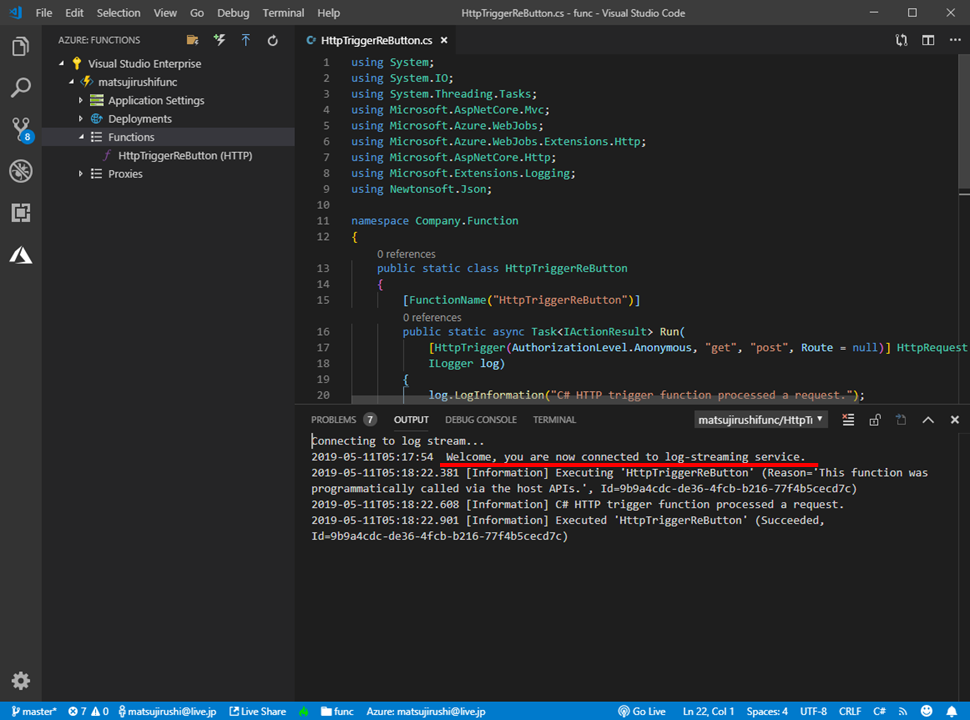 File Edit Selection View Go Debug Terminal Help HttpTriggerReButton.cs - func - Visual Studio Code
AZURE: FUNCTIONS
Visual Studio Enterprise
matsujirushifunc
Application Settings
Deployments
Functions
HttpTriggerReButton (HTTP)
Proxies
8
HttpTriggerReButton.cs
1 using System;
2 using System.IO;
3 using System.Threading.Tasks;
4 using Microsoft.AspNetCore.Mvc;
5 using Microsoft.Azure.WebJobs;
6 using Microsoft.Azure.WebJobs.Extensions.Http;
7 using Microsoft.AspNetCore.Http;
8 using Microsoft.Extensions.Logging;
9 using Newtonsoft.Json;
10
11 namespace Company.Function
12 {
0 references
13 public static class HttpTriggerReButton
14 {
15 [FunctionName("HttpTriggerReButton")]
0 references
16 public static async Task<IActionResult> Run(
17 [HttpTrigger(AuthorizationLevel.Anonymous, "get", "post", Route = null)] HttpRequest
18 ILogger log)
19 {
20 log.LogInformation("C# HTTP trigger function processed a request.");
PROBLEMS 7 OUTPUT DEBUG CONSOLE TERMINAL matsujirushifunc/HttpTi
Connecting to log stream...
2019-05-11T05:17:54 Welcome, you are now connected to log-streaming service.
2019-05-11T05:18:22.381 [Information] Executing 'HttpTriggerReButton' (Reason='This function was
programmatically called via the host APIs.', Id=9b9a4cdc-de36-4fcb-b216-77f4b5cecd7c)
2019-05-11T05:18:22.608 [Information] C# HTTP trigger function processed a request.
2019-05-11T05:18:22.901 [Information] Executed 'HttpTriggerReButton' (Succeeded,
Id=9b9a4cdc-de36-4fcb-b216-77f4b5cecd7c)
master* 7 0 matsujirushi@live.jp Live Share func Azure: matsujirushi@live.jp Go Live Ln 22, Col 1 Spaces: 4 UTF-8 CRLF C#